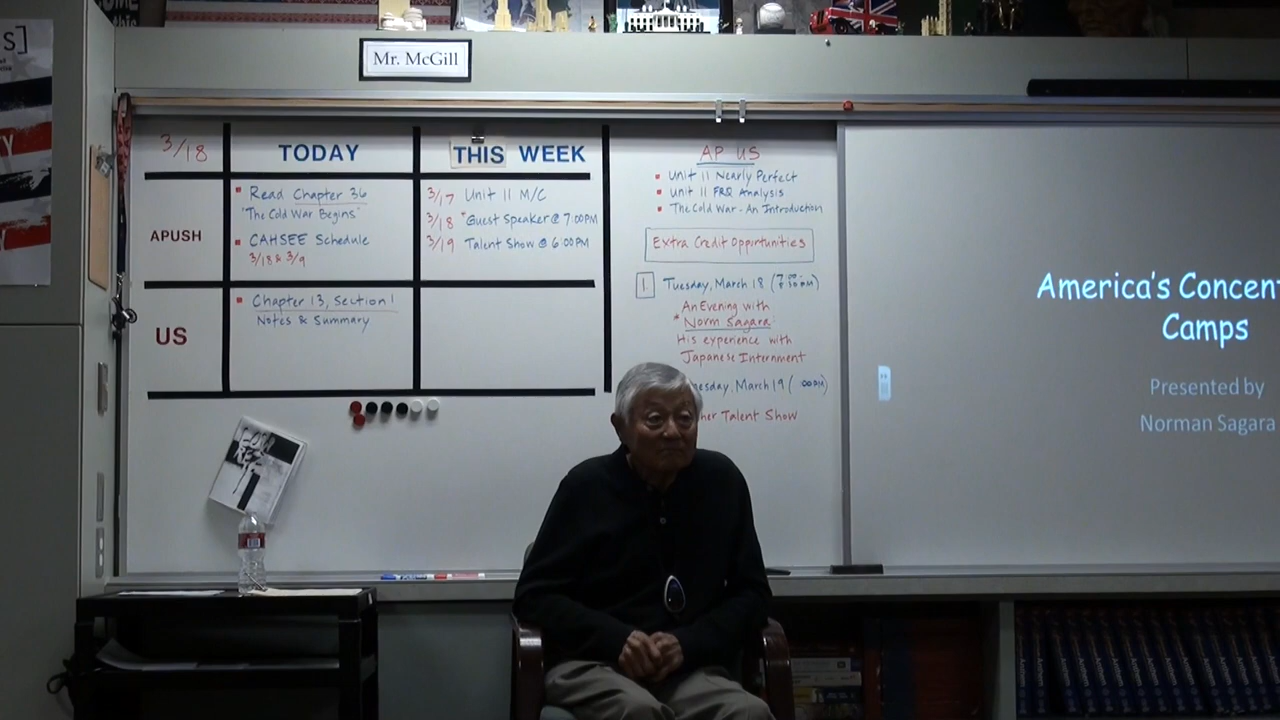 Mr. McGill
3/18
TODAY
THIS WEEK
APUSH
Read Chapter 36
"The Cold War Begins"
CAHSEE Schedule
3/18 & 3/9
3/17 Unit 11 M/C
3/18 *Guest Speaker @ 7:00PM
3/19 Talent Show @ 6:00PM
US
Chapter 13, Section 1
Notes & Summary
AP US
Unit 11 Nearly Perfect
Unit 11 FRQ Analysis
The Cold War - An Introduction
Extra Credit Opportunities
1. Tuesday, March 18
An Evening with
* Norm Sagara:
His experience with
Japanese Internment
esday, March 19 ( :00PM)
her Talent Show
America's Concent
Camps
Presented by
Norman Sagara